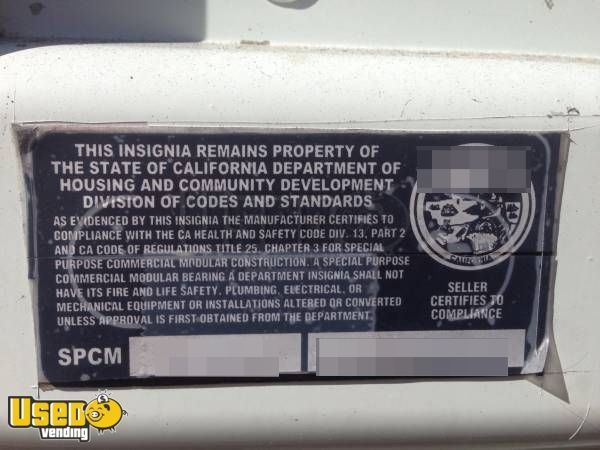 THIS INSIGNIA REMAINS PROPERTY OF
THE STATE OF CALIFORNIA DEPARTMENT OF
HOUSING AND COMMUNITY DEVELOPMENT
DIVISION OF CODES AND STANDARDS
AS EVIDENCED BY THIS INSIGNIA THE MANUFACTURER CERTIFIES TO
COMPLIANCE WITH THE CA HEALTH AND SAFETY CODE DIV. 13, PART 2
AND CA CODE OF REGULATIONS TITLE 25, CHAPTER 3 FOR SPECIAL
PURPOSE COMMERCIAL MODULAR CONSTRUCTION. A SPECIAL PURPOSE
COMMERCIAL MODULAR BEARING A DEPARTMENT INSIGNIA SHALL NOT
HAVE ITS FIRE AND LIFE SAFETY, PLUMBING, ELECTRICAL, OR
MECHANICAL EQUIPMENT OR INSTALLATIONS ALTERED OR CONVERTED
UNLESS APPROVAL IS FIRST OBTAINED FROM THE DEPARTMENT.
CALIFORNIA
SELLER
CERTIFIES TO
COMPLIANCE
SPCM
UsedVending